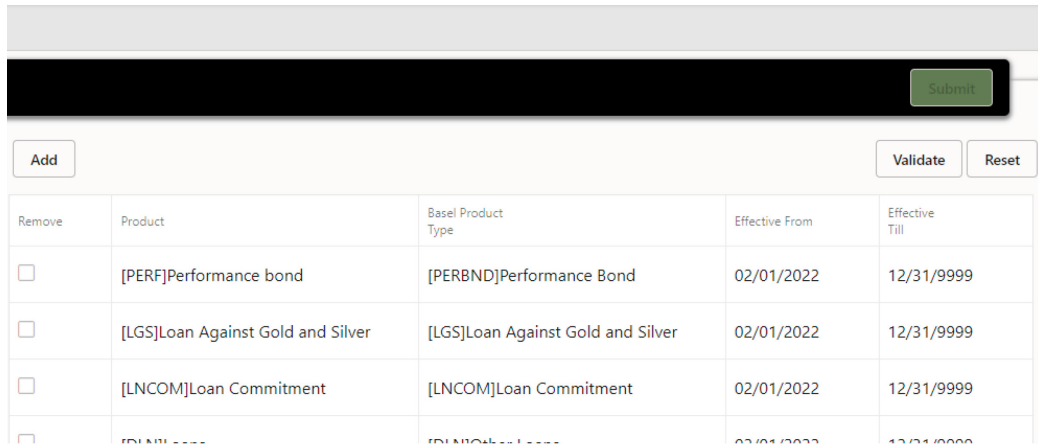 Submit
Add Validate Reset
Remove Product Basel Product Type Effective From Effective Till
[PERF]Performance bond [PERBND]Performance Bond 02/01/2022 12/31/9999
[LGS]Loan Against Gold and Silver [LGS]Loan Against Gold and Silver 02/01/2022 12/31/9999
[LNCOM]Loan Commitment [LNCOM]Loan Commitment 02/01/2022 12/31/9999